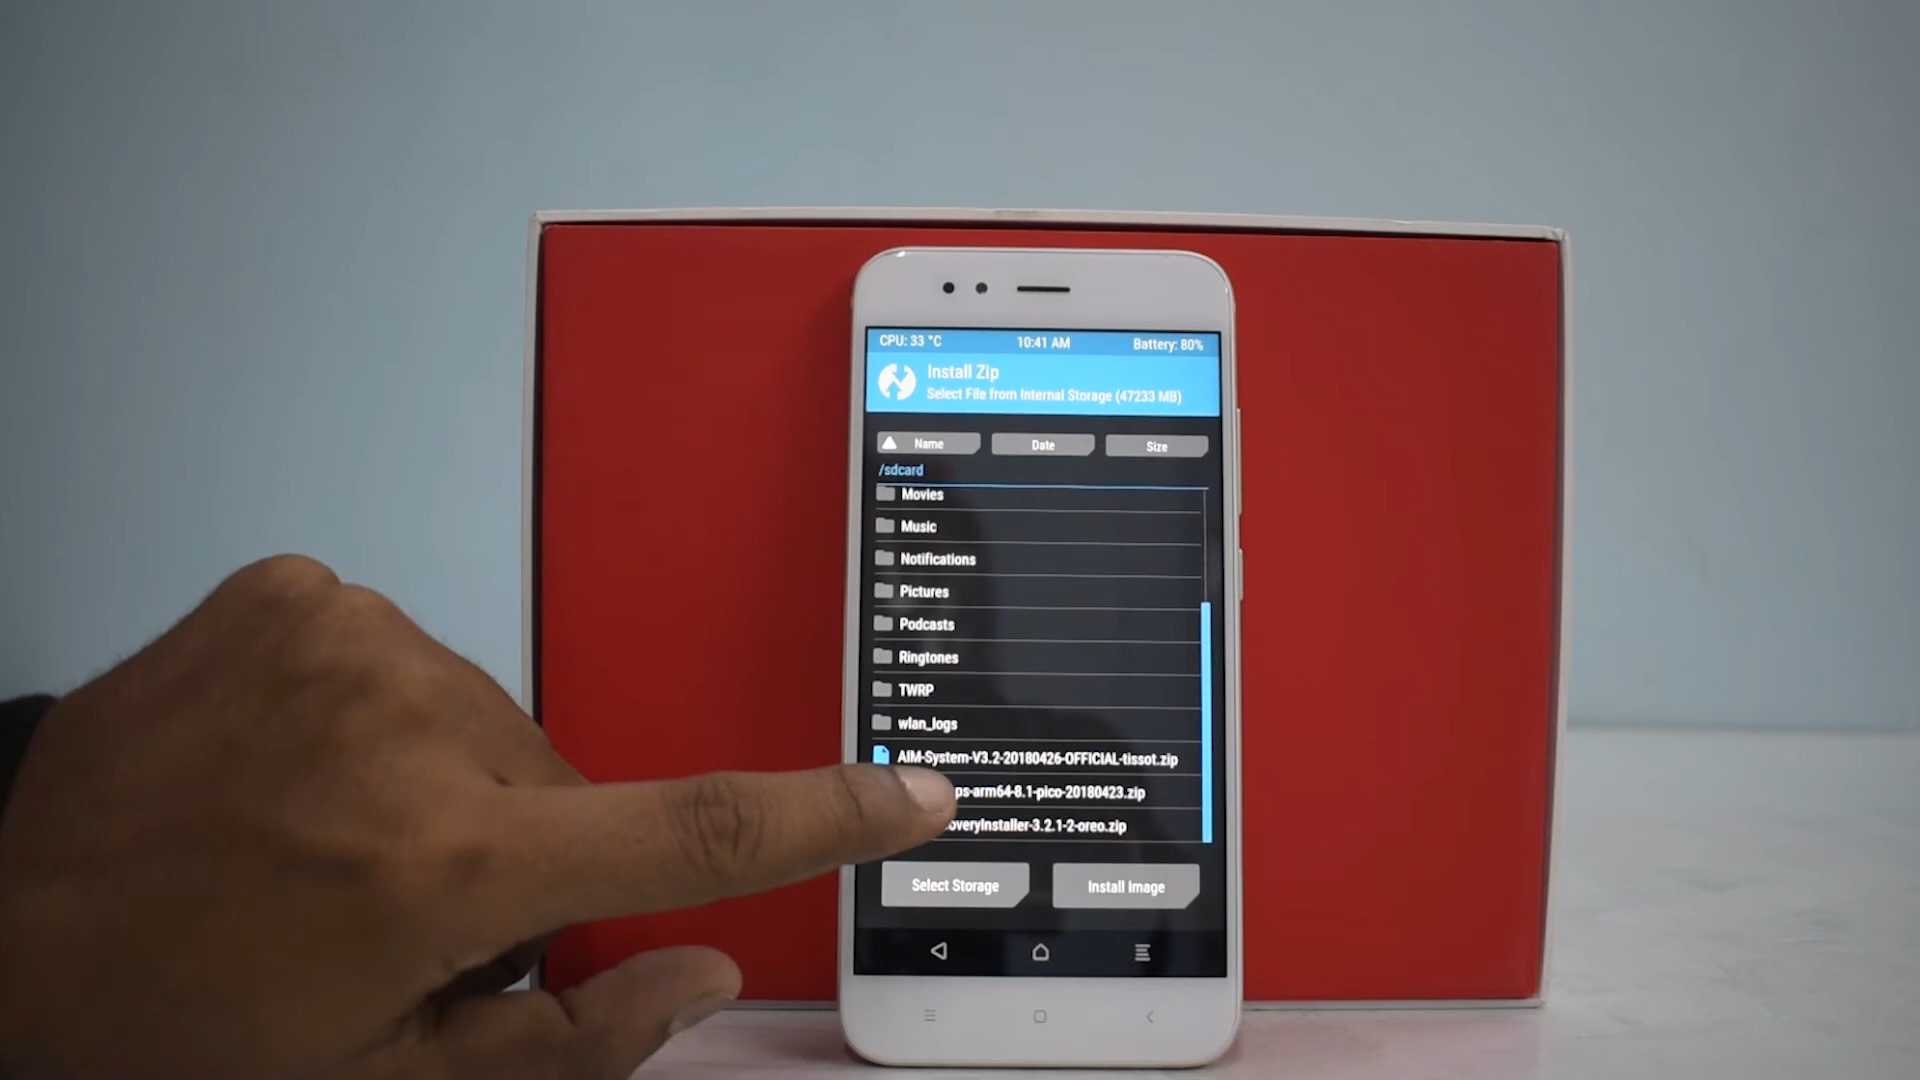 CPU: 33 °C 10:41 AM Battery: 80%
Install Zip
Select File from Internal Storage (47233 MB)
Name Date Size
/sdcard
Movies
Music
Notifications
Pictures
Podcasts
Ringtones
TWRP
wlan_logs
AIM-System-V3.2-20180426-OFFICIAL-tissot.zip
ps-arm64-8.1-pico-20180423.zip
overyInstaller-3.2.1-2-oreo.zip
Select Storage Install Image